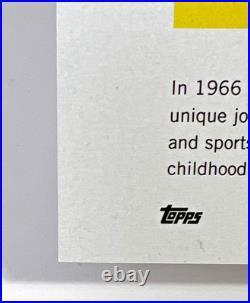 In 1966
unique jo
and sports
childhood
Topps